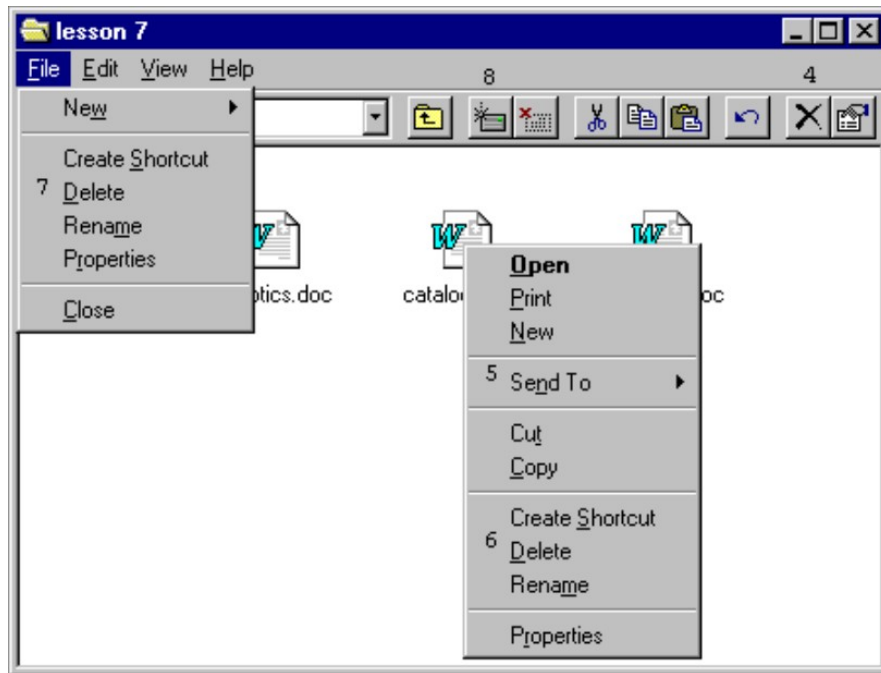 lesson 7
File Edit View Help
8 4
New
Create Shortcut
7 Delete
Rename
Properties
Close
otics.doc catalo oc
Open
Print
New
5 Send To
Cut
Copy
Create Shortcut
6 Delete
Rename
Properties